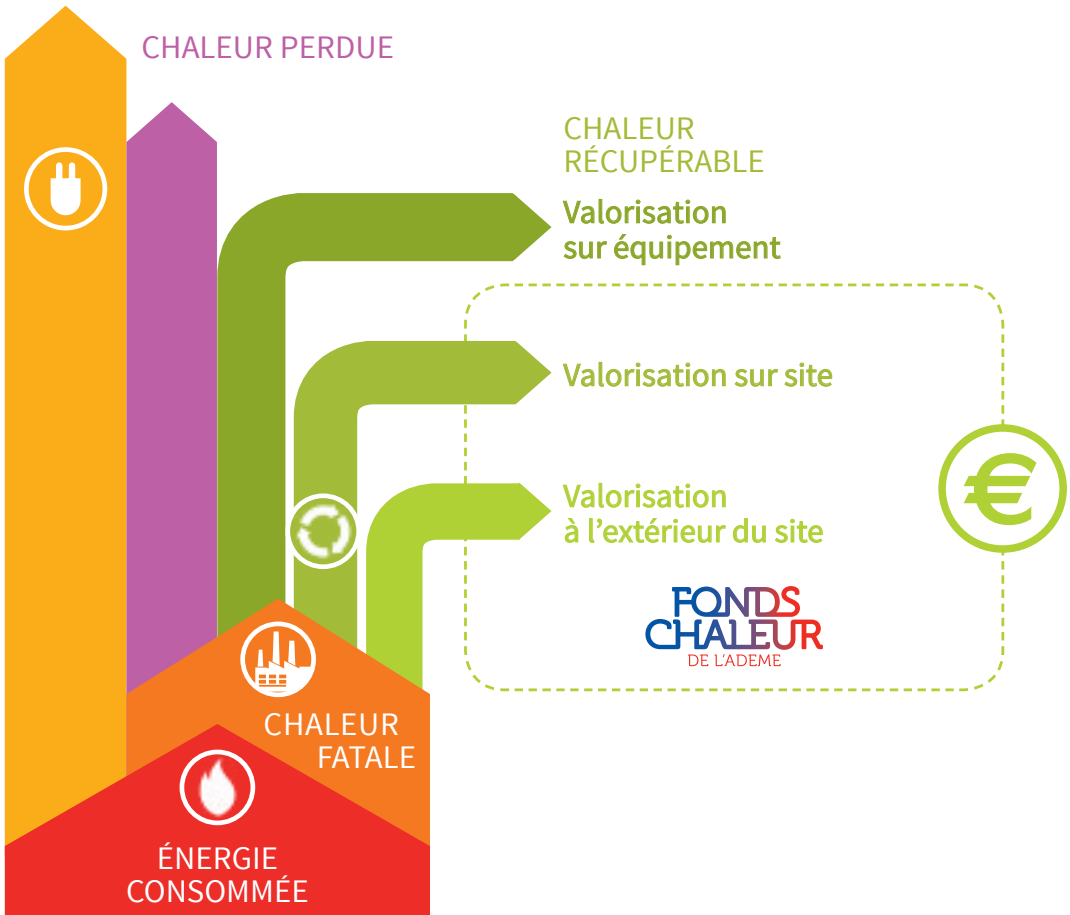 CHALEUR PERDUE
CHALEUR
RÉCUPÉRABLE
Valorisation
sur équipement
Valorisation sur site
Valorisation
à l’extérieur du site
€
FONDS
CHALEUR
DE L’ADEME
CHALEUR
FATALE
ÉNERGIE
CONSOMMÉE